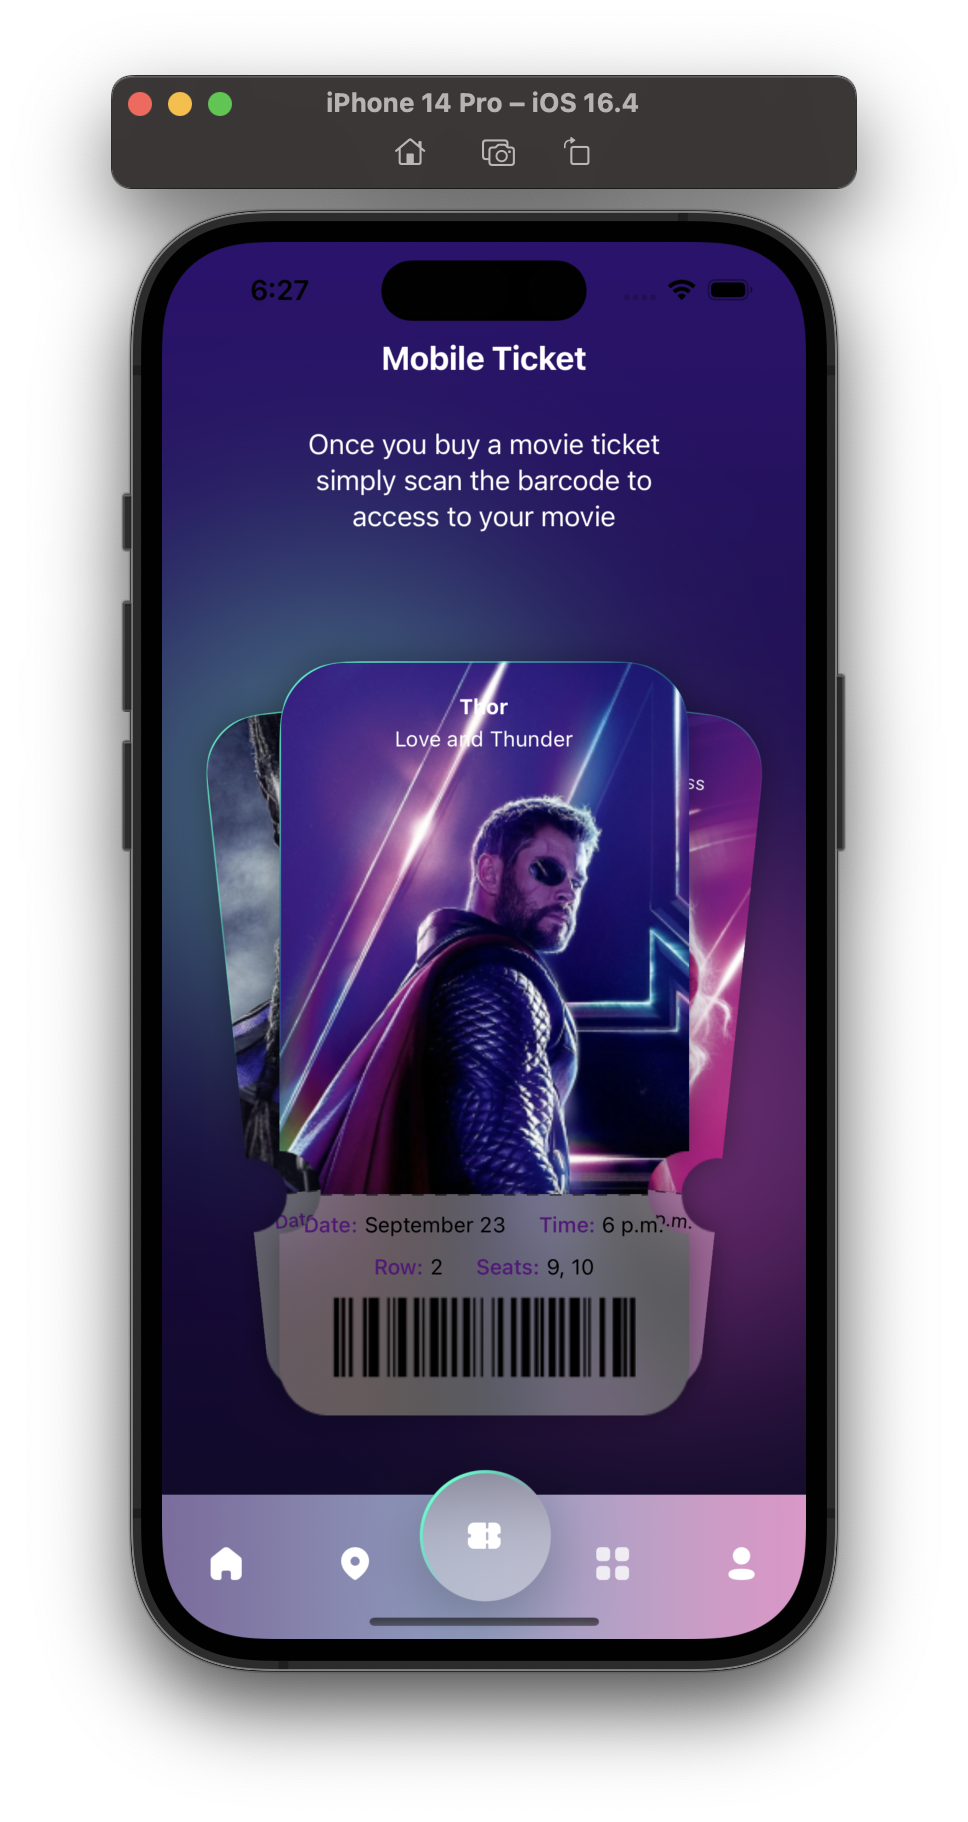 iPhone 14 Pro – iOS 16.4
6:27
Mobile Ticket
Once you buy a movie ticket
simply scan the barcode to
access to your movie
Thor
Love and Thunder
ss
Date: Date: September 23 Time: 6 p.m. p.m.
Row: 2 Seats: 9, 10